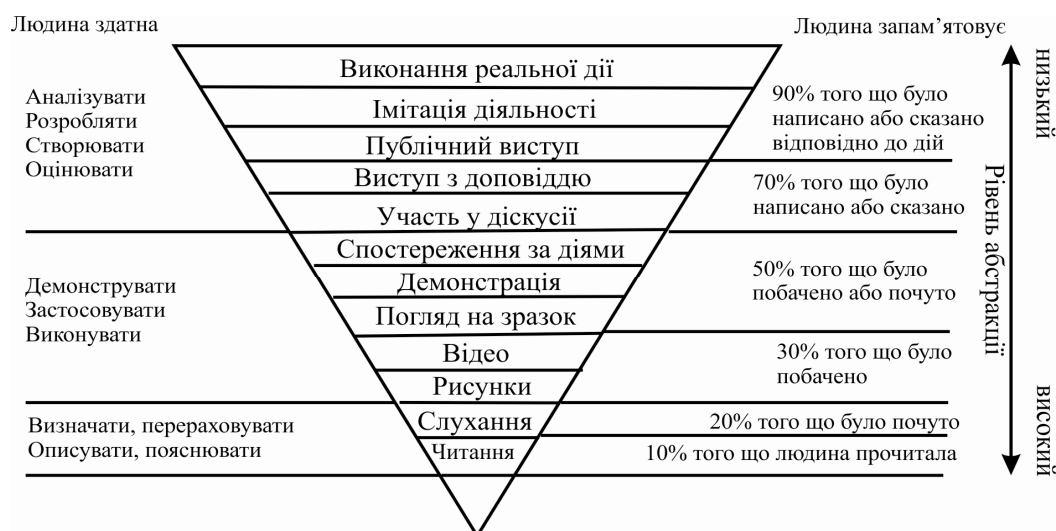 Людина здатна
Людина запам’ятовує
Виконання реальної дії
Імітація діяльності
Публічний виступ
Виступ з доповіддю
Участь у діскусії
Спостереження за діями
Демонстрація
Погляд на зразок
Відео
Рисунки
Слухання
Читання
Аналізувати
Розробляти
Створювати
Оцінювати
Демонструвати
Застосовувати
Виконувати
Визначати, перераховувати
Описувати, пояснювати
90% того що було
написано або сказано
відповідно до дій
70% того що було
написано або сказано
50% того що було
побачено або почуто
30% того що було
побачено
20% того що було почуто
10% того що людина прочитала
Рівень абстракції
низький
високий